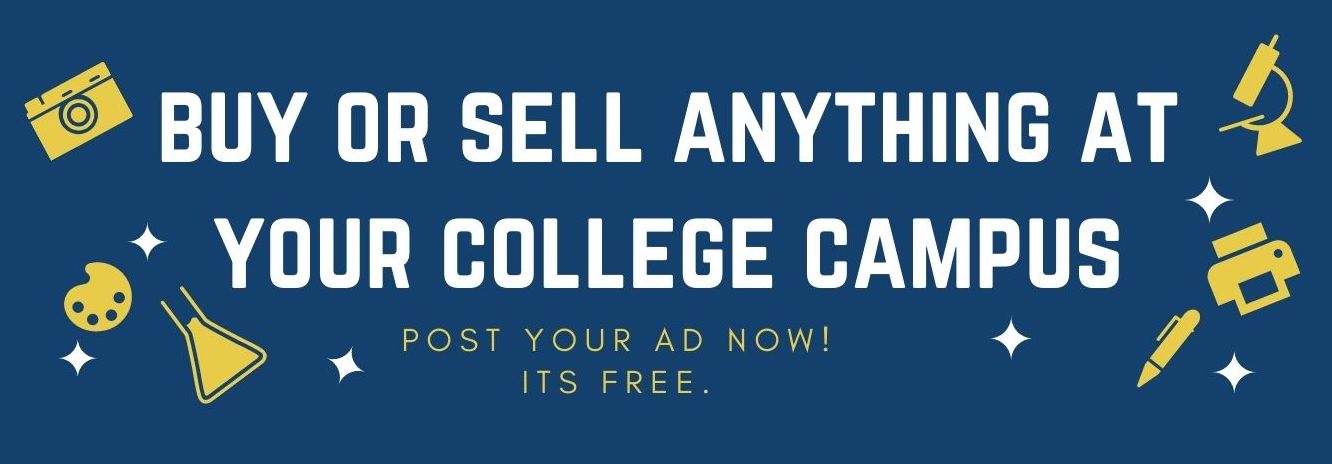 BUY OR SELL ANYTHING AT
YOUR COLLEGE CAMPUS
POST YOUR AD NOW!
ITS FREE.